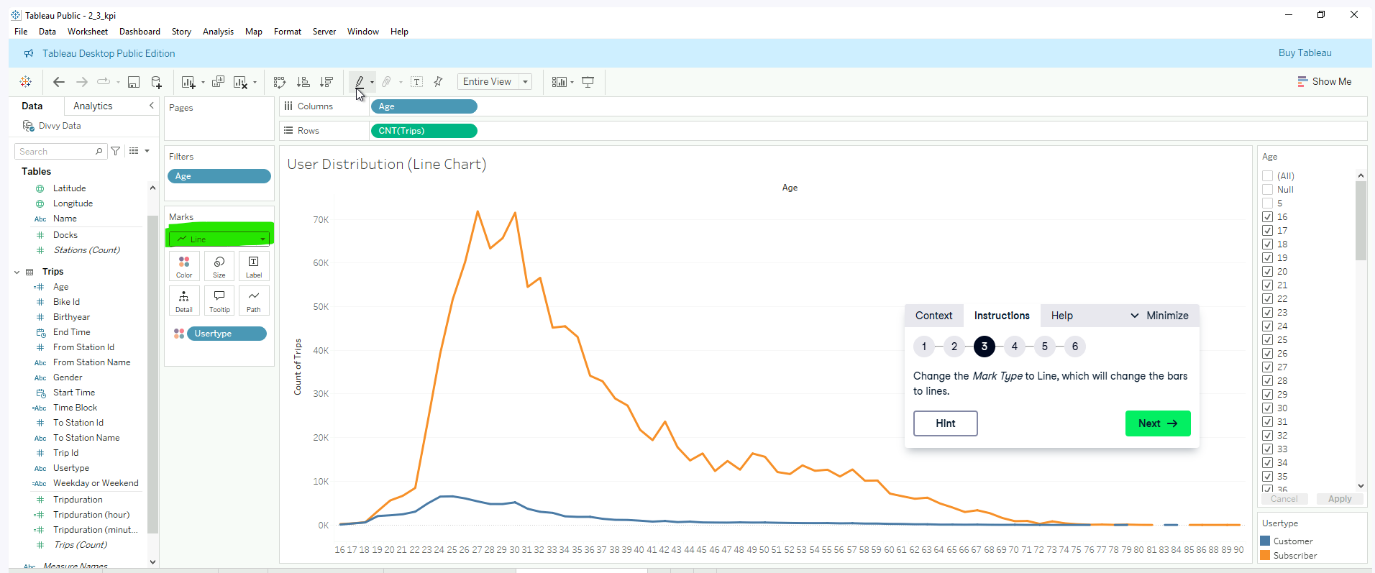 Tableau Public - 2_3_kpi
File Data Worksheet Dashboard Story Analysis Map Format Server Window Help
Tableau Desktop Public Edition
Buy Tableau
Entire View
Show Me
Data Analytics
Divvy Data
Search
Tables
Latitude
Longitude
Abc Name
Docks
Stations (Count)
Trips
Age
Bike Id
Birthyear
End Time
From Station Id
Abc From Station Name
Abc Gender
Start Time
Abc Time Block
To Station Id
Abc To Station Name
Trip Id
Abc Usertype
Abc Weekday or Weekend
Tripduration
Tripduration (hour)
Tripduration (minut...
Trips (Count)
Abc Measure Names
Pages
Filters
Age
Marks
Line
Color Size Label
Detail Tooltip Path
Usertype
Columns Age
Rows CNT(Trips)
User Distribution (Line Chart)
Age
Count of Trips
70K
60K
50K
40K
30K
20K
10K
0K
16 17 18 19 20 21 22 23 24 25 26 27 28 29 30 31 32 33 34 35 36 37 38 39 40 41 42 43 44 45 46 47 48 49 50 51 52 53 54 55 56 57 58 59 60 61 62 63 64 65 66 67 68 69 70 71 72 73 74 75 76 77 78 79 80 81 83 84 85 86 88 89 90
Context Instructions Help Minimize
1 2 3 4 5 6
Change the Mark Type to Line, which will change the bars
to lines.
Hint
Next
Age
(All)
Null
5
16
17
18
19
20
21
22
23
24
25
26
27
28
29
30
31
32
33
34
35
36
Cancel Apply
Usertype
Customer
Subscriber